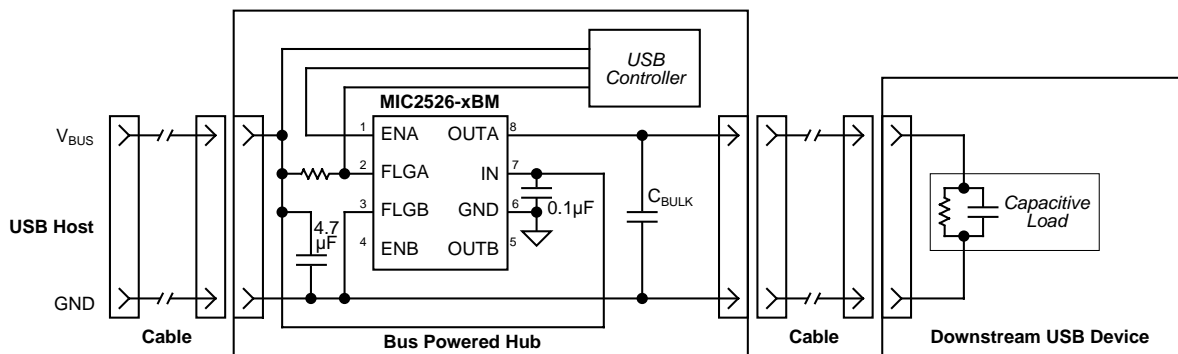 USB
Controller
MIC2526-xBM
VBUS
1 ENA OUTA 8
2 FLGA IN 7
3 FLGB GND 6
4 ENB OUTB 5
4.7
µF
0.1µF
CBULK
Capacitive
Load
USB Host
GND
Cable
Bus Powered Hub
Cable
Downstream USB Device